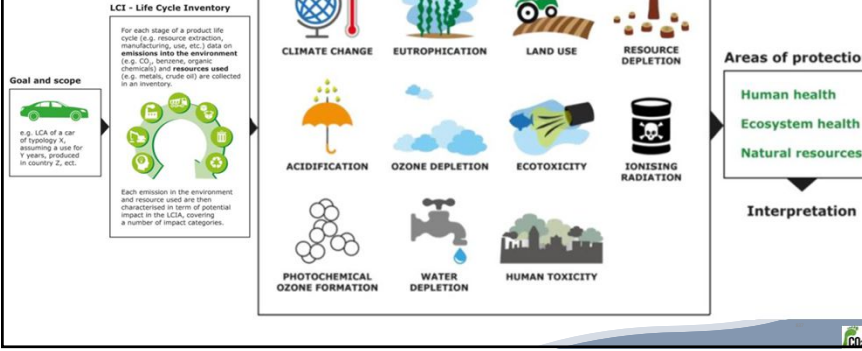 LCI - Life Cycle Inventory
For each stage of a product life
cycle (e.g. resource extraction,
manufacturing, use, etc.) data on
emissions into the environment
(e.g. CO₂, benzene, organic
chemicals) and resources used
(e.g. metals, crude oil) are collected
in an inventory.
Each emission in the environment
and resource used are then
characterised in term of potential
impact in the LCIA, covering
a number of impact categories.
Goal and scope
e.g. LCA of a car
of typology X,
assuming a use for
Y years, produced
in country Z, ect.
CLIMATE CHANGE
EUTROPHICATION
LAND USE
RESOURCE
DEPLETION
ACIDIFICATION
OZONE DEPLETION
ECOTOXICITY
IONISING
RADIATION
PHOTOCHEMICAL
OZONE FORMATION
WATER
DEPLETION
HUMAN TOXICITY
Areas of protectio
Human health
Ecosystem health
Natural resources
Interpretation